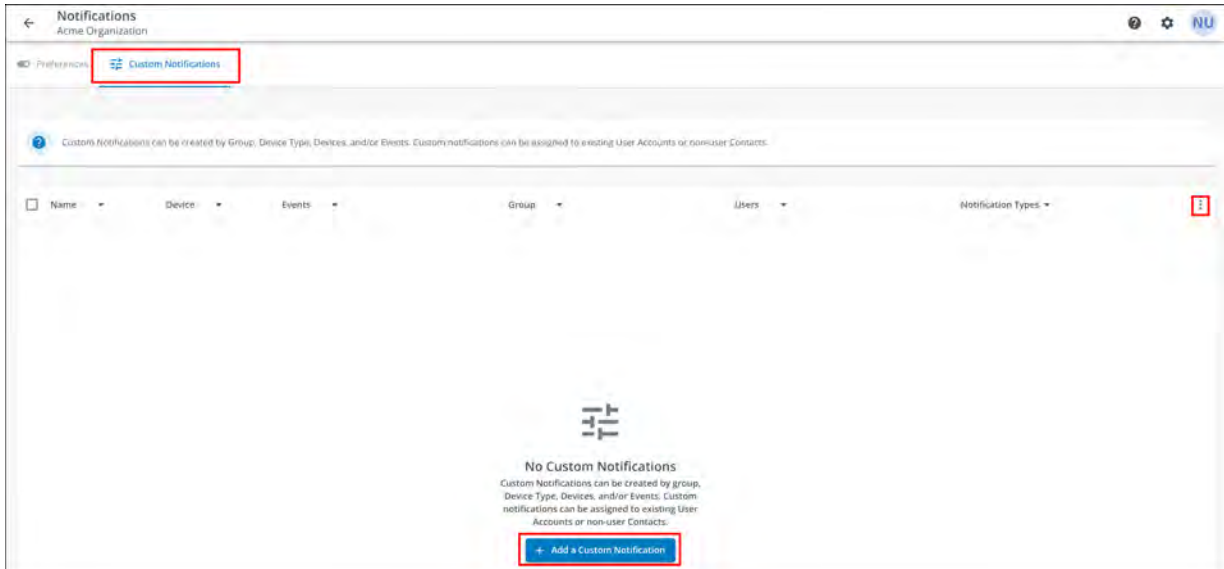 Notifications
Acme Organization
NU
Preferences
Custom Notifications
Custom Notifications can be created by Group, Device Type, Devices, and/or Events. Custom notifications can be assigned to existing User Accounts or non-user Contacts.
Name Device Events Group Users Notification Types
No Custom Notifications
Custom Notifications can be created by group,
Device Type, Devices, and/or Events. Custom
notifications can be assigned to existing User
Accounts or non-user Contacts.
+ Add a Custom Notification